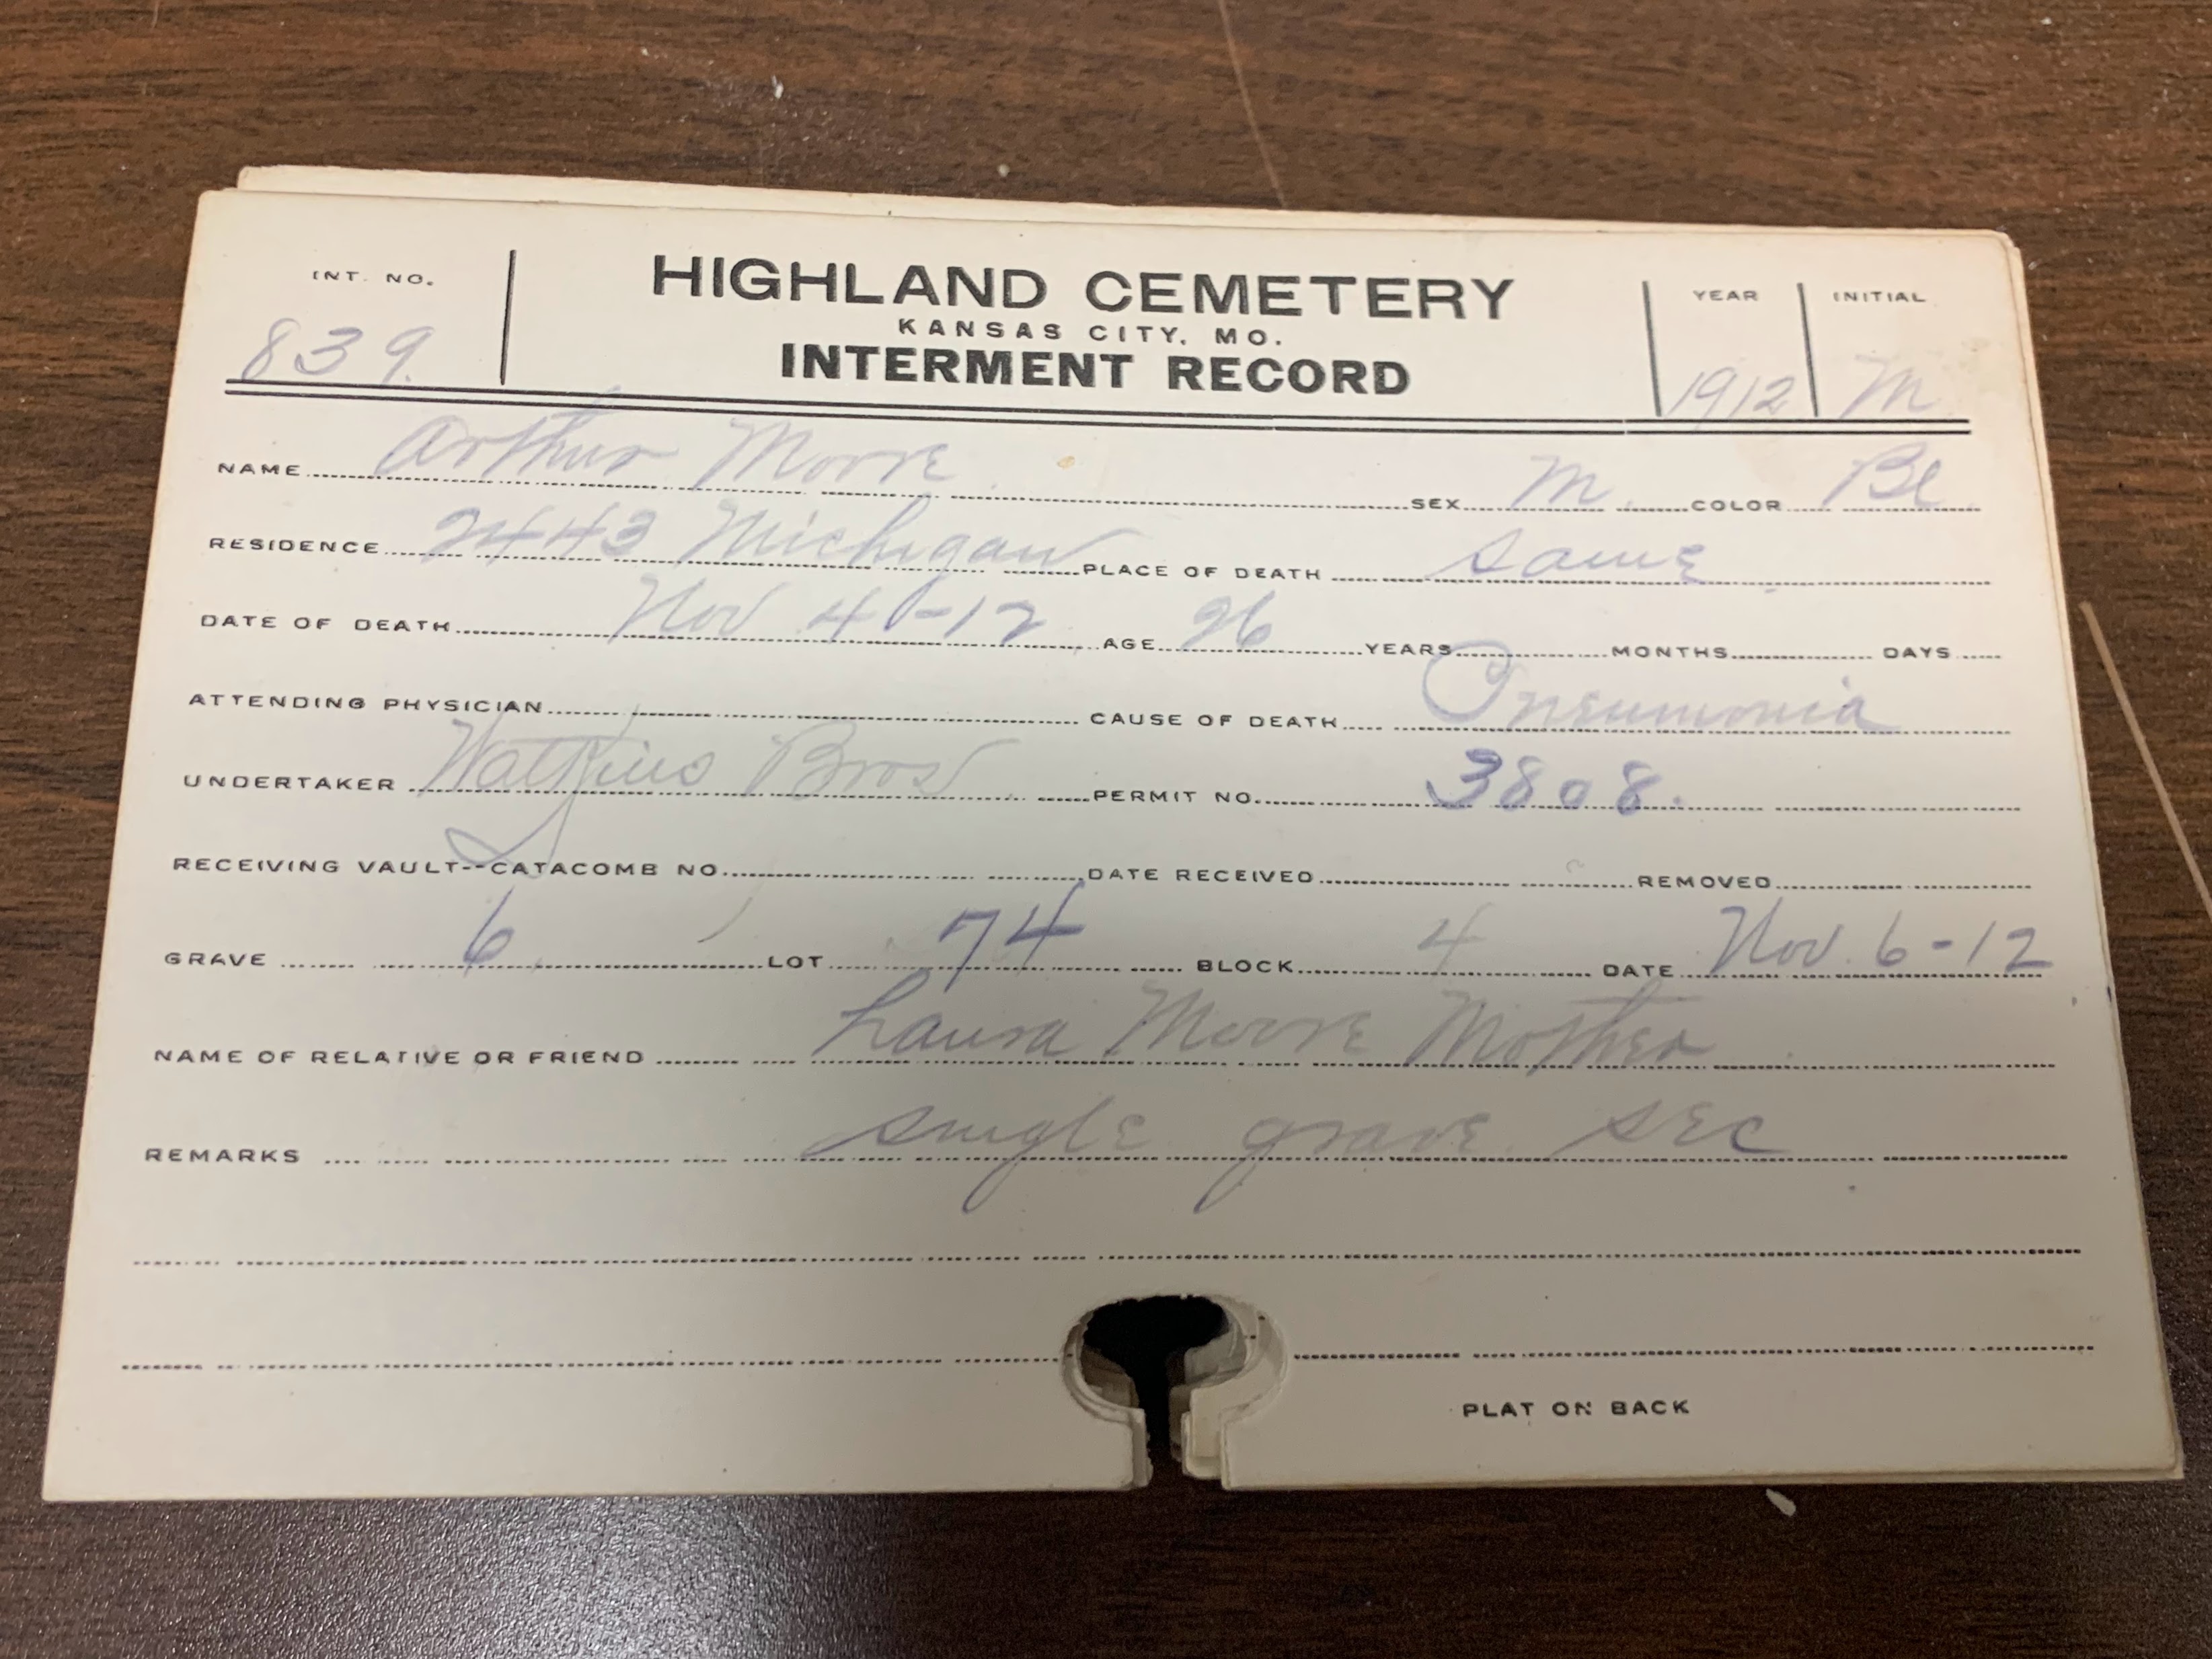 INT. NO. HIGHLAND CEMETERY YEAR INITIAL
KANSAS CITY, MO.
839. INTERMENT RECORD 1912 M
NAME Arthur Moore SEX M. COLOR Bl
RESIDENCE 2443 Michigan PLACE OF DEATH Same
DATE OF DEATH Nov 4-12 AGE 26 YEARS MONTHS DAYS
ATTENDING PHYSICIAN CAUSE OF DEATH Pneumonia
UNDERTAKER Watkins Bros PERMIT NO. 3808.
RECEIVING VAULT--CATACOMB NO. DATE RECEIVED REMOVED
GRAVE 6 LOT 74 BLOCK 4 DATE Nov. 6-12
NAME OF RELATIVE OR FRIEND Laura Moore Mother
REMARKS Single grave sec
PLAT ON BACK